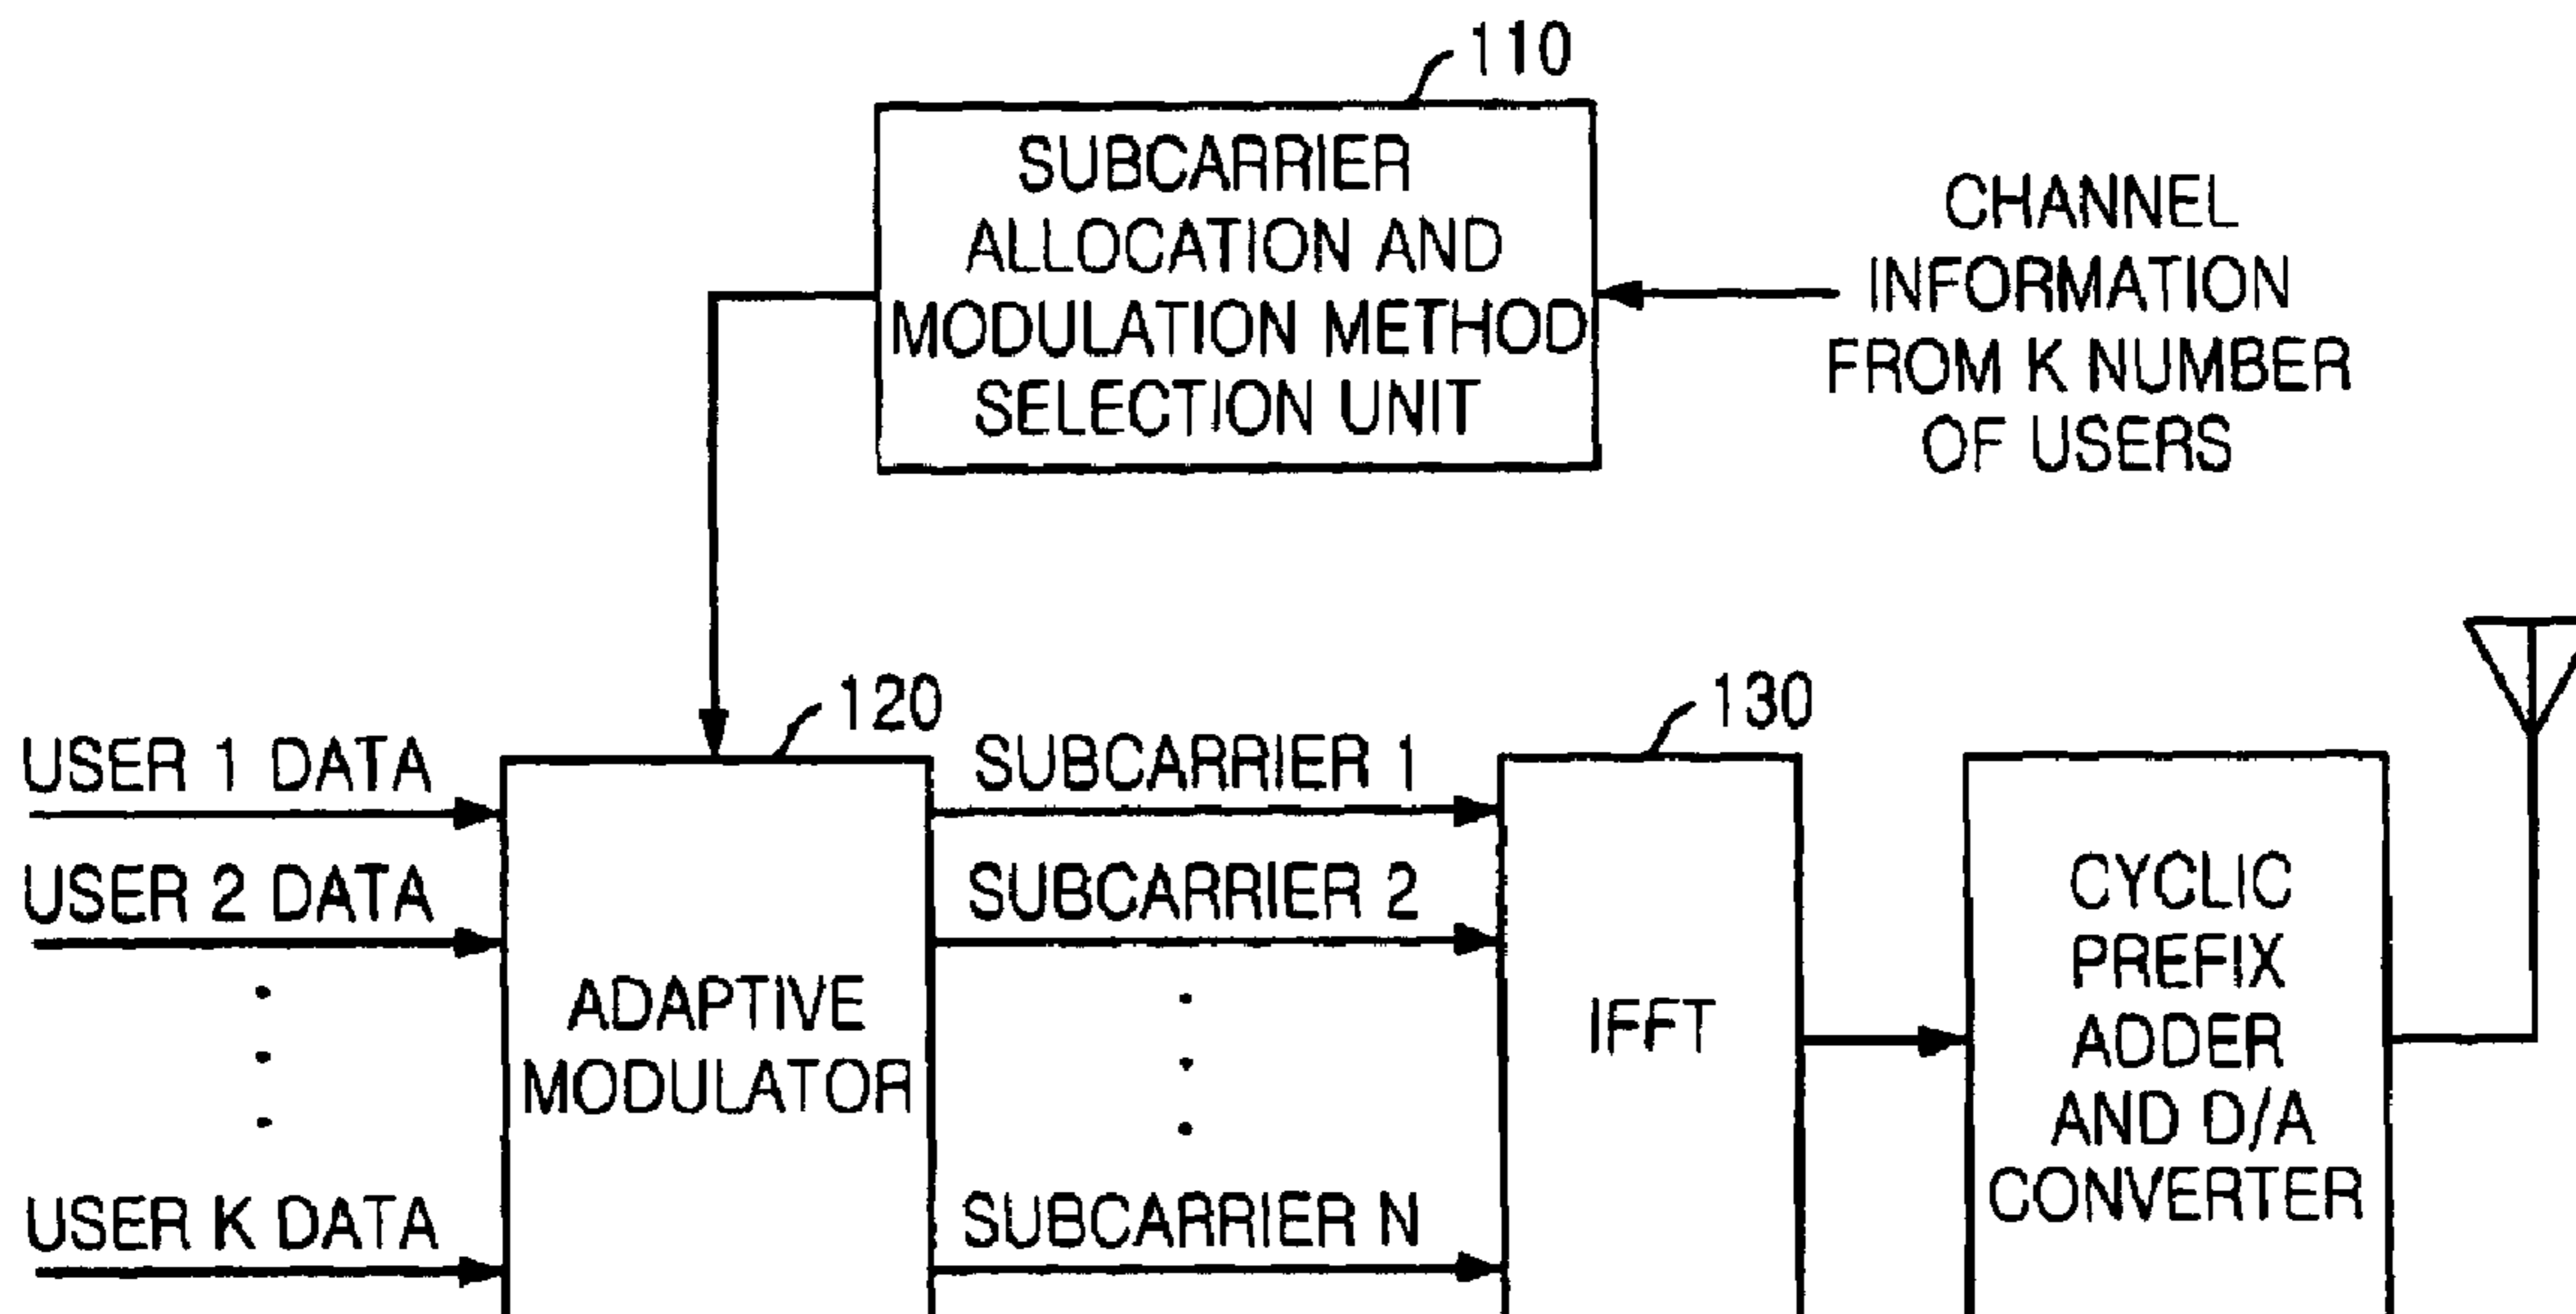 110
SUBCARRIER
ALLOCATION AND
MODULATION METHOD
SELECTION UNIT
CHANNEL
INFORMATION
FROM K NUMBER
OF USERS
120
130
USER 1 DATA
USER 2 DATA
USER K DATA
ADAPTIVE
MODULATOR
SUBCARRIER 1
SUBCARRIER 2
SUBCARRIER N
IFFT
CYCLIC
PREFIX
ADDER
AND D/A
CONVERTER